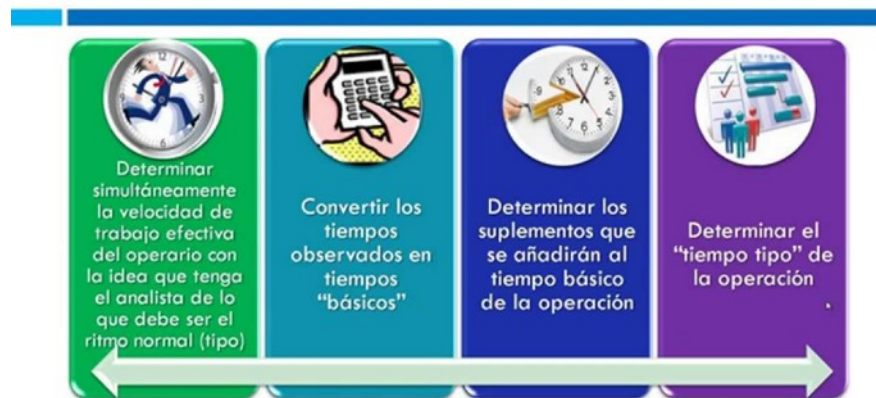 Determinar
simultáneamente
la velocidad de
trabajo efectiva
del operario con
la idea que tenga
el analista de lo
que debe ser el
ritmo normal (tipo)
Convertir los
tiempos
observados en
tiempos
“básicos”
Determinar los
suplementos que
se añadirán al
tiempo básico
de la operación
Determinar el
“tiempo tipo” de
la operación